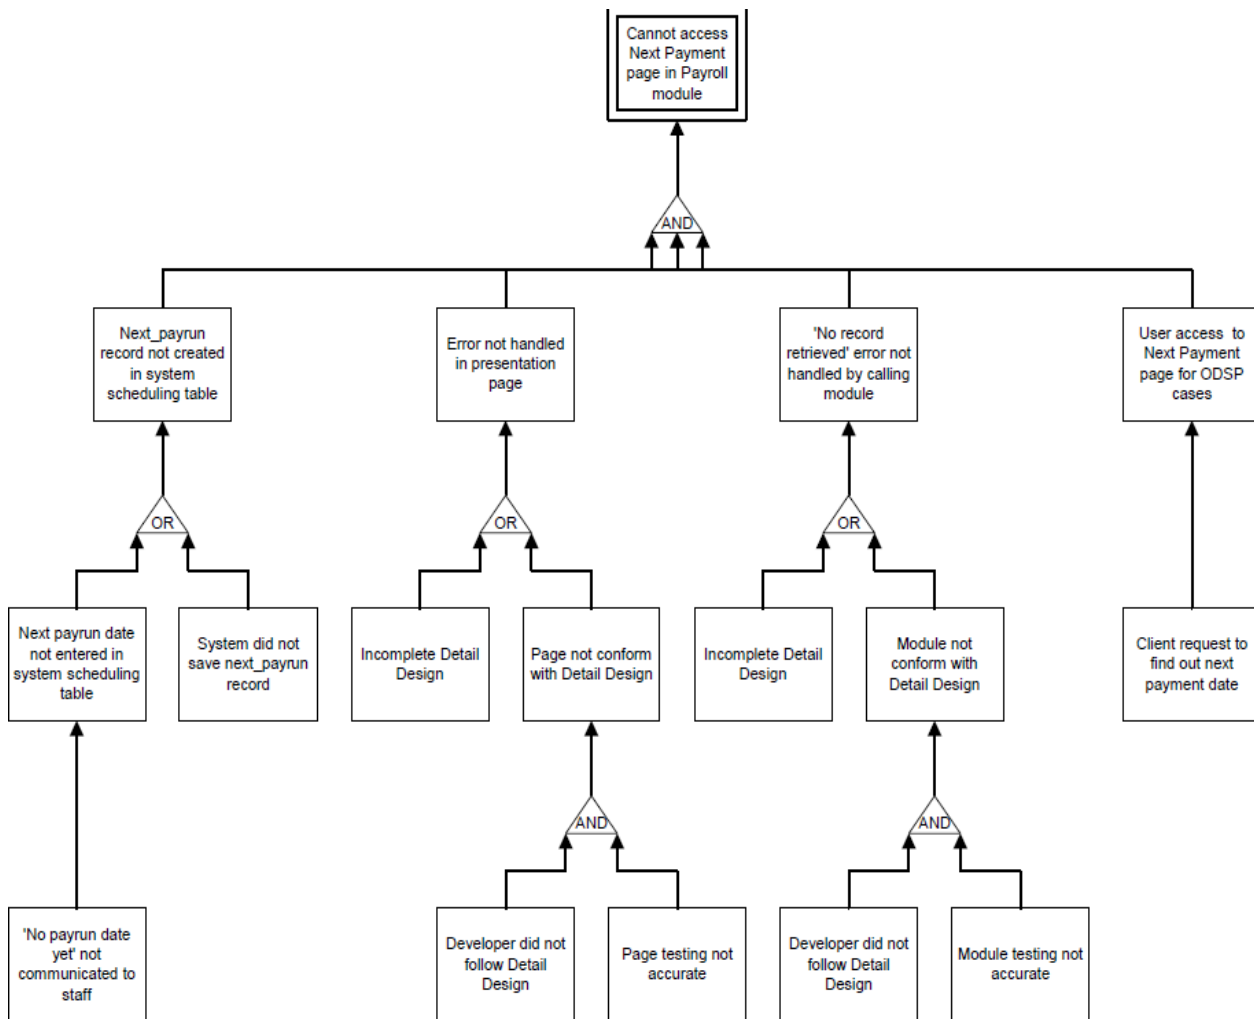 Cannot access
Next Payment
page in Payroll
module
AND
Next_payrun
record not created
in system
scheduling table
Error not handled
in presentation
page
'No record
retrieved' error not
handled by calling
module
User access to
Next Payment
page for ODSP
cases
OR
OR
OR
Next payrun date
not entered in
system scheduling
table
System did not
save next_payrun
record
Incomplete Detail
Design
Page not conform
with Detail Design
Incomplete Detail
Design
Module not
conform with
Detail Design
Client request to
find out next
payment date
AND
AND
'No payrun date
yet' not
communicated to
staff
Developer did not
follow Detail
Design
Page testing not
accurate
Developer did not
follow Detail
Design
Module testing not
accurate